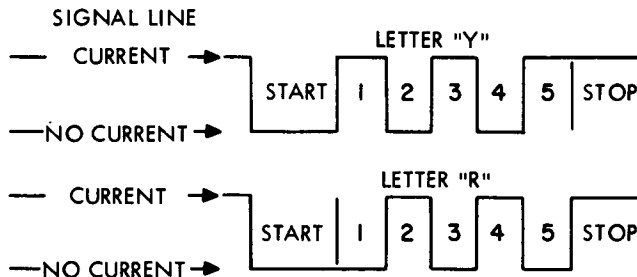 SIGNAL LINE
CURRENT
LETTER "Y"
START 1 2 3 4 5 STOP
NO CURRENT
CURRENT
LETTER "R"
START 1 2 3 4 5 STOP
NO CURRENT